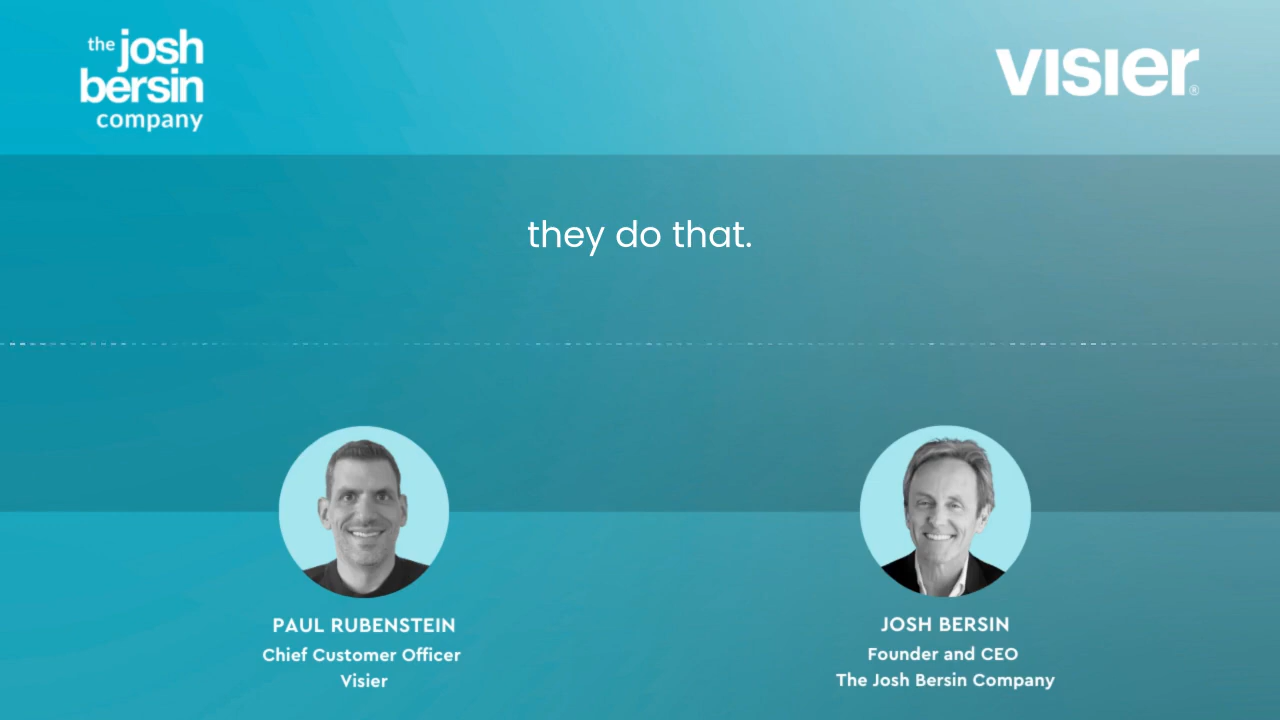 the josh
bersin
company
VISIER®
they do that.
PAUL RUBENSTEIN
Chief Customer Officer
Visier
JOSH BERSIN
Founder and CEO
The Josh Bersin Company